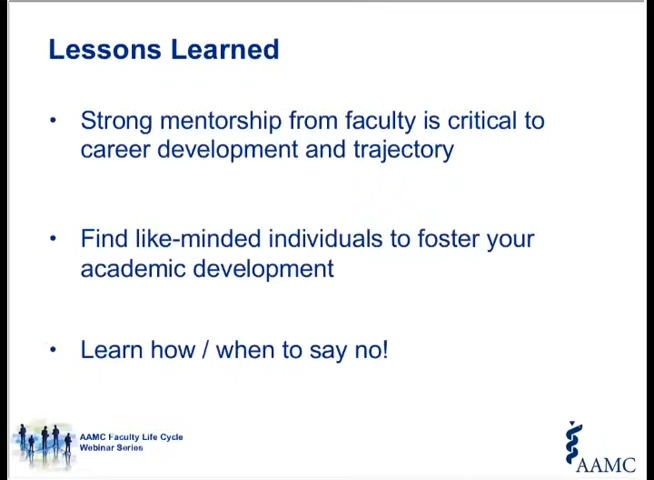 Lessons Learned
• Strong mentorship from faculty is critical to
career development and trajectory
• Find like-minded individuals to foster your
academic development
• Learn how / when to say no!
AAMC Faculty Life Cycle
Webinar Series
AAMC